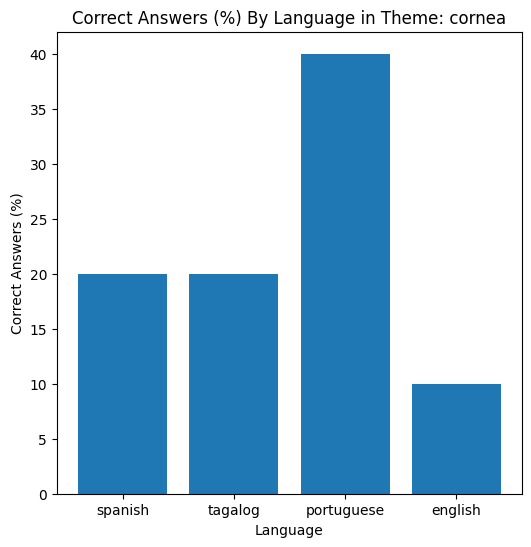 Correct Answers (%) By Language in Theme: cornea
40
35
30
25
20
15
10
5
0
Correct Answers (%)
spanish tagalog portuguese english
Language